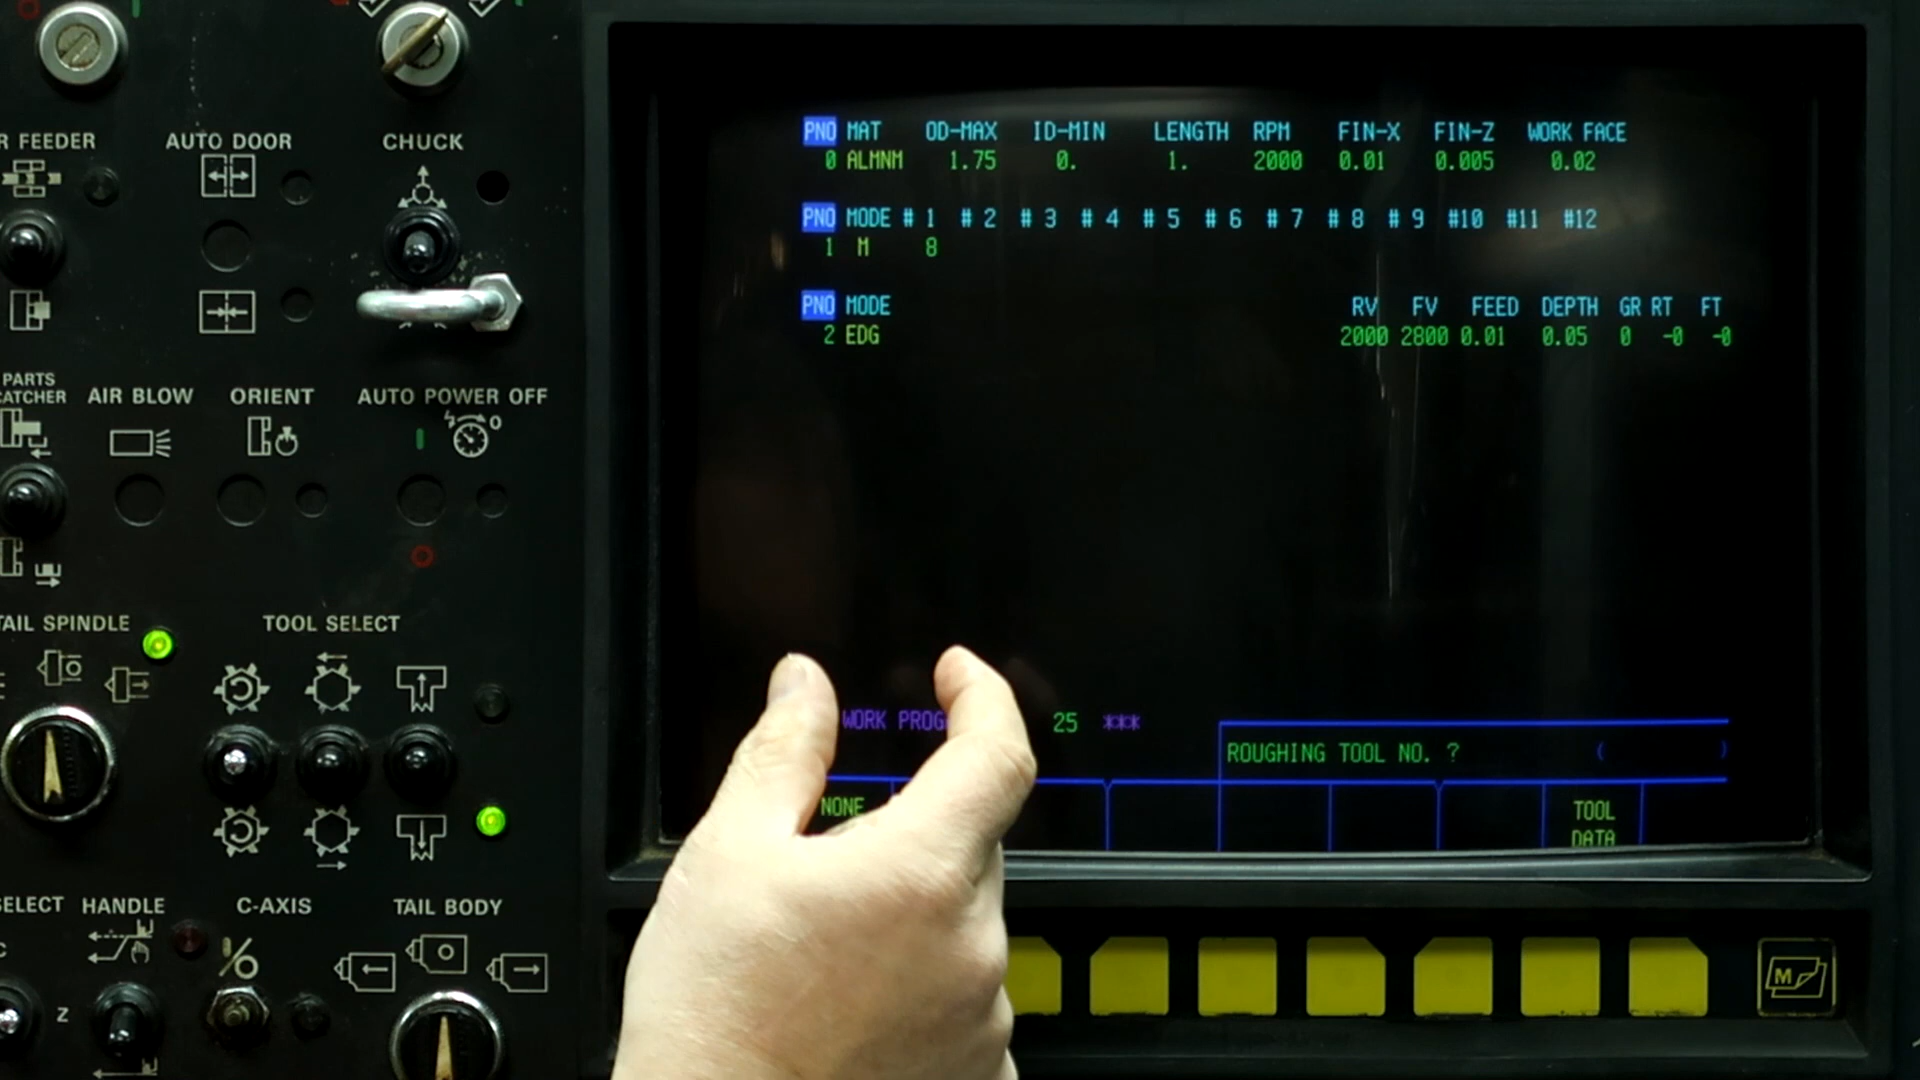 R FEEDER AUTO DOOR CHUCK
PARTS
CATCHER AIR BLOW ORIENT AUTO POWER OFF
TAIL SPINDLE TOOL SELECT
SELECT HANDLE C-AXIS TAIL BODY
C
Z
PNO MAT OD-MAX ID-MIN LENGTH RPM FIN-X FIN-Z WORK FACE
0 ALMNM 1.75 0. 1. 2000 0.01 0.005 0.02
PNO MODE # 1 # 2 # 3 # 4 # 5 # 6 # 7 # 8 # 9 #10 #11 #12
1 M 8
PNO MODE RV FV FEED DEPTH GR RT FT
2 EDG 2000 2800 0.01 0.05 0 -0 -0
WORK PROG 25 ***
ROUGHING TOOL NO. ? ( )
NONE TOOL
DATA
M